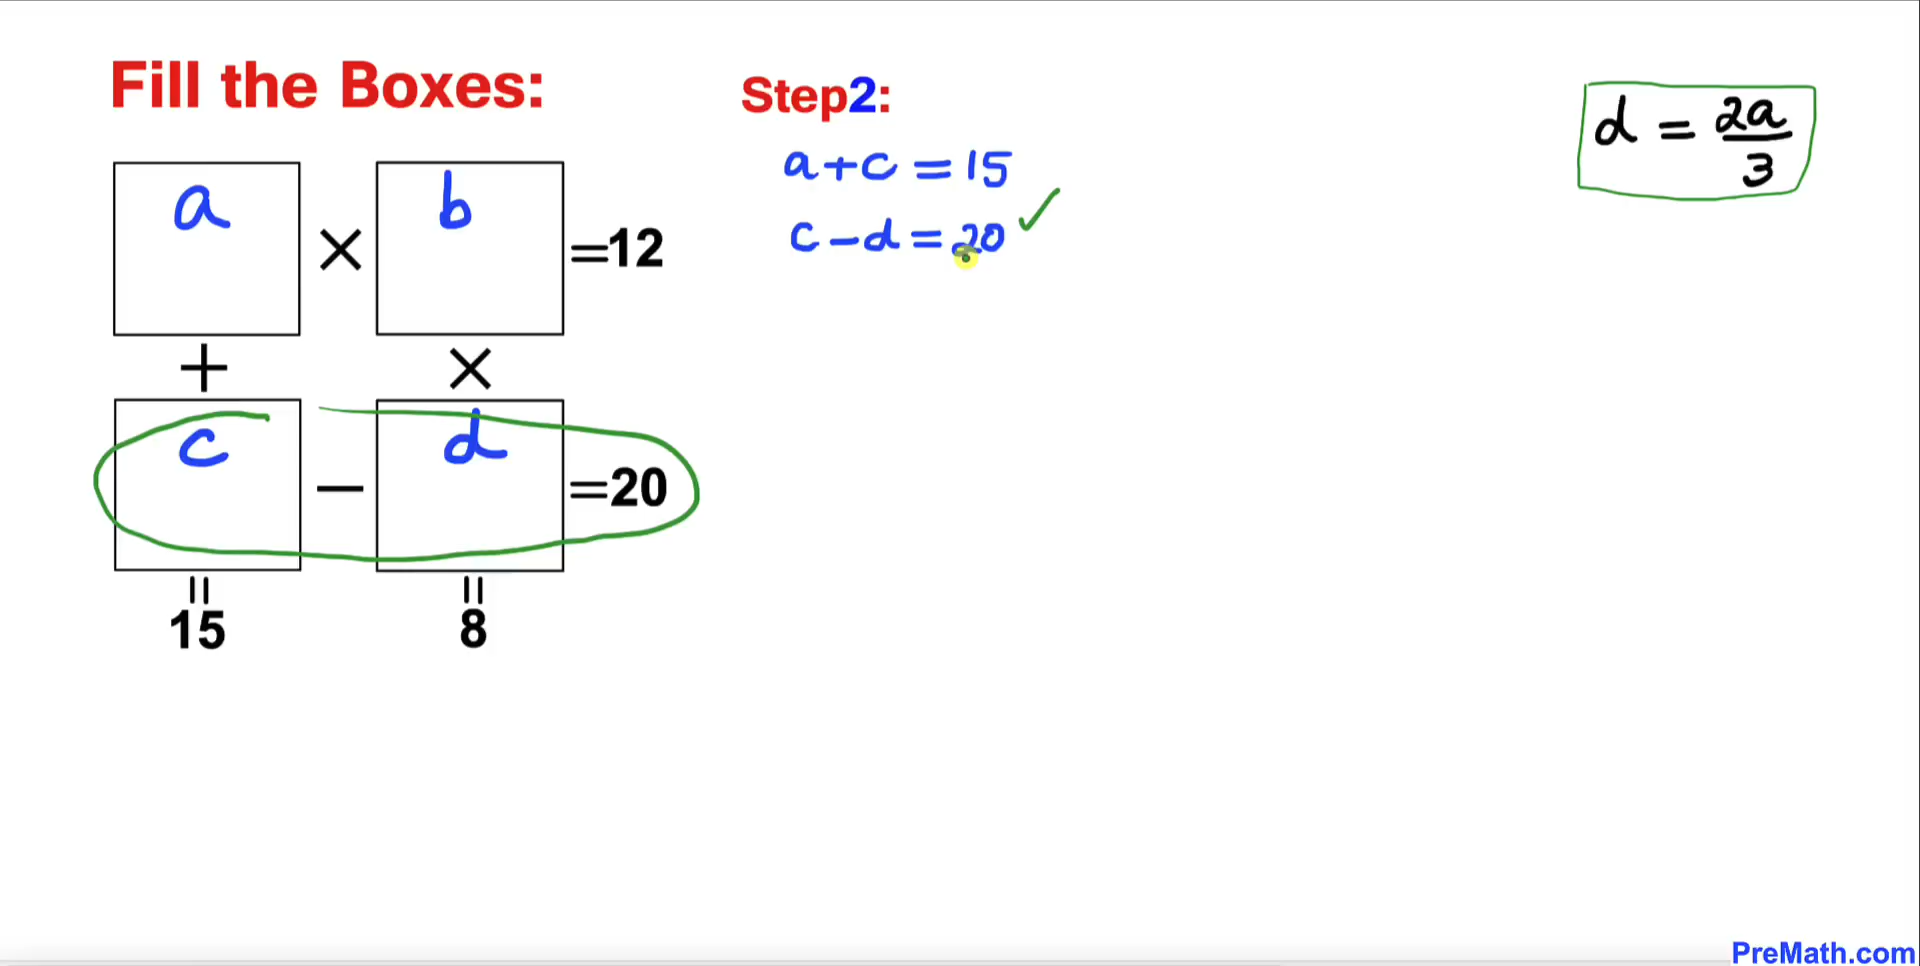 Fill the Boxes:
a × b =12
+ ×
c − d =20
= =
15 8
Step2:
a+c=15
c-d=20 ✓
d = 2a/3
PreMath.com